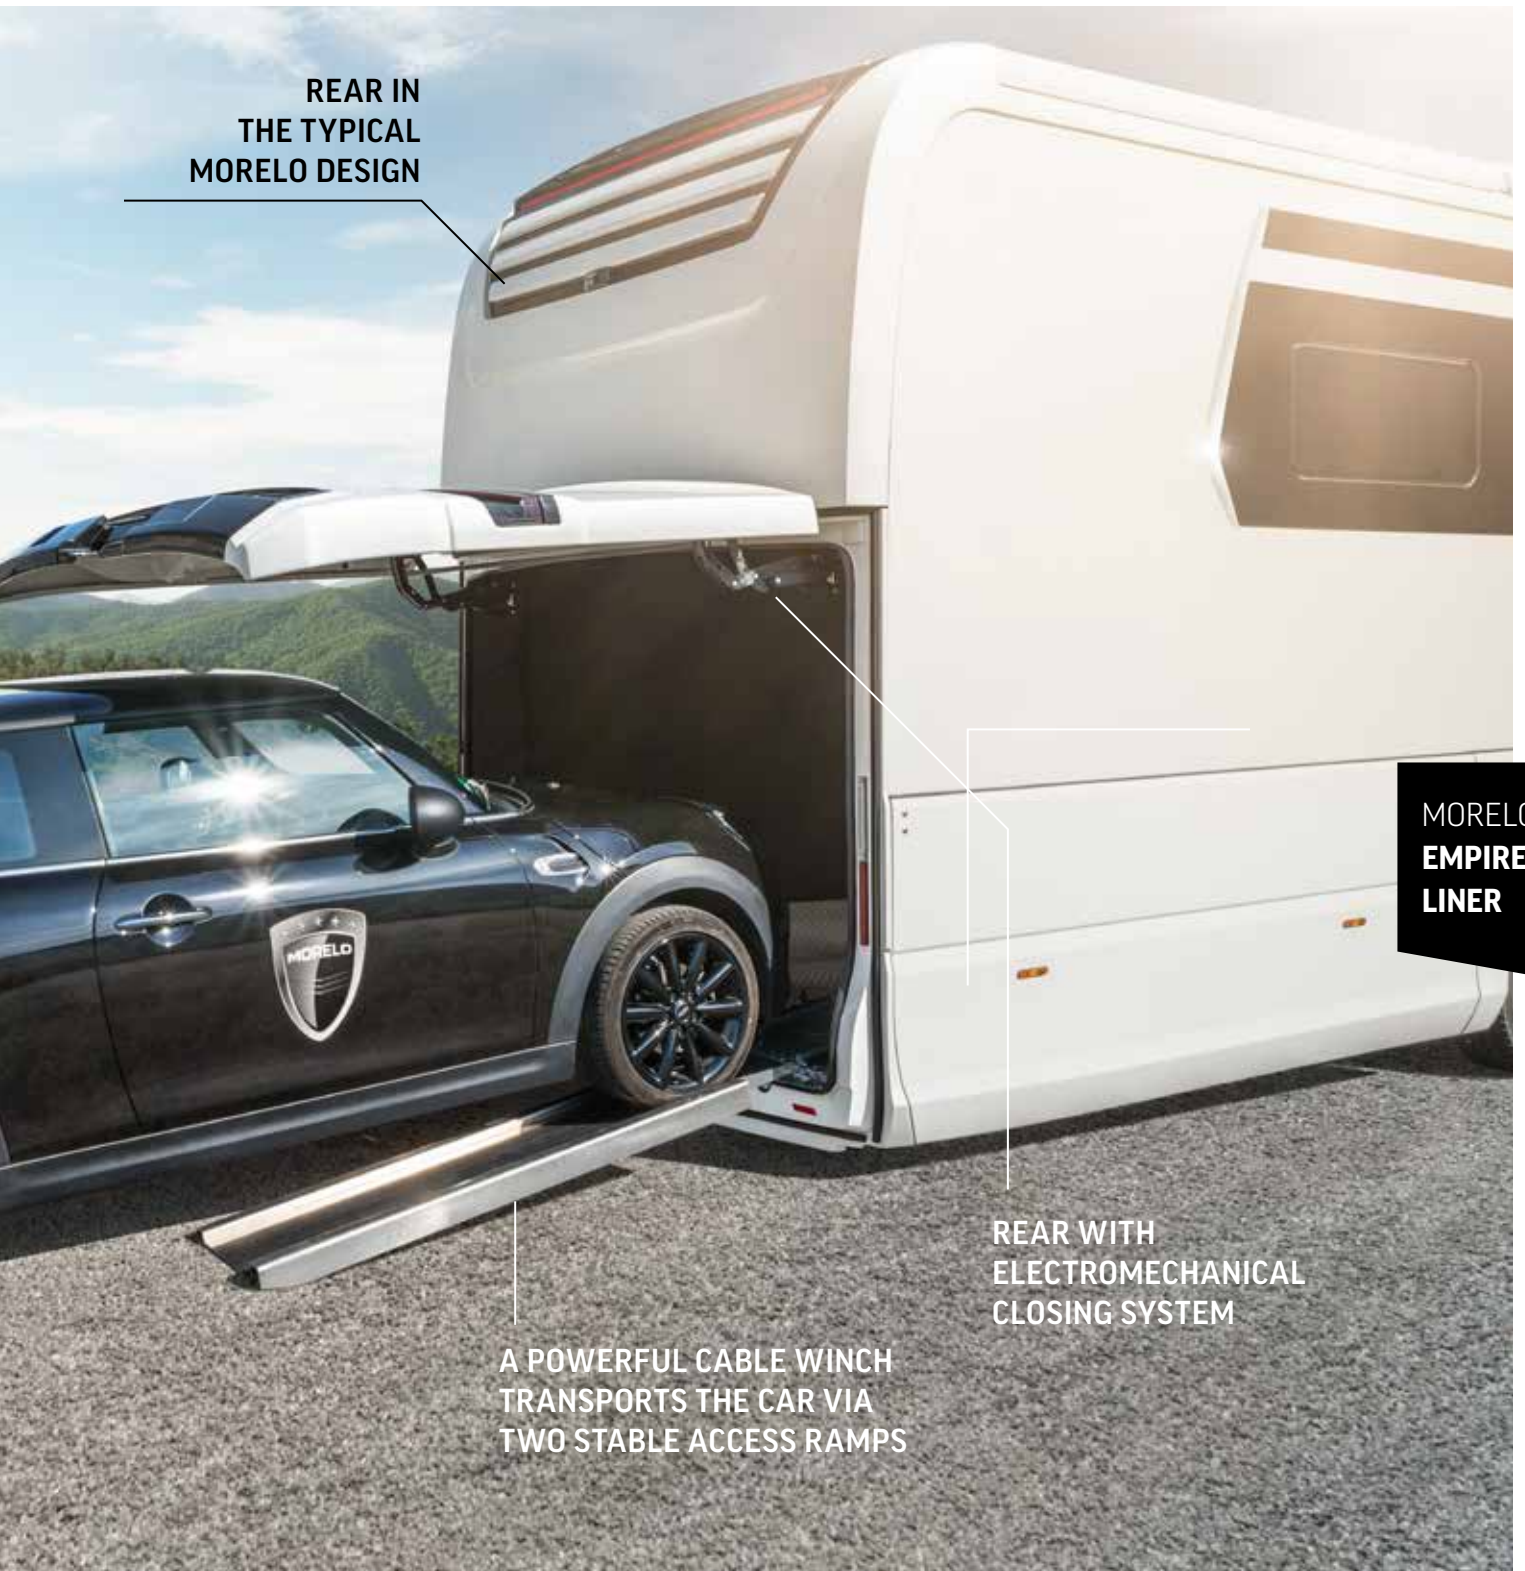 REAR IN
THE TYPICAL
MORELO DESIGN
MORELO
EMPIRE
LINER
MORELO
REAR WITH
ELECTROMECHANICAL
CLOSING SYSTEM
A POWERFUL CABLE WINCH
TRANSPORTS THE CAR VIA
TWO STABLE ACCESS RAMPS